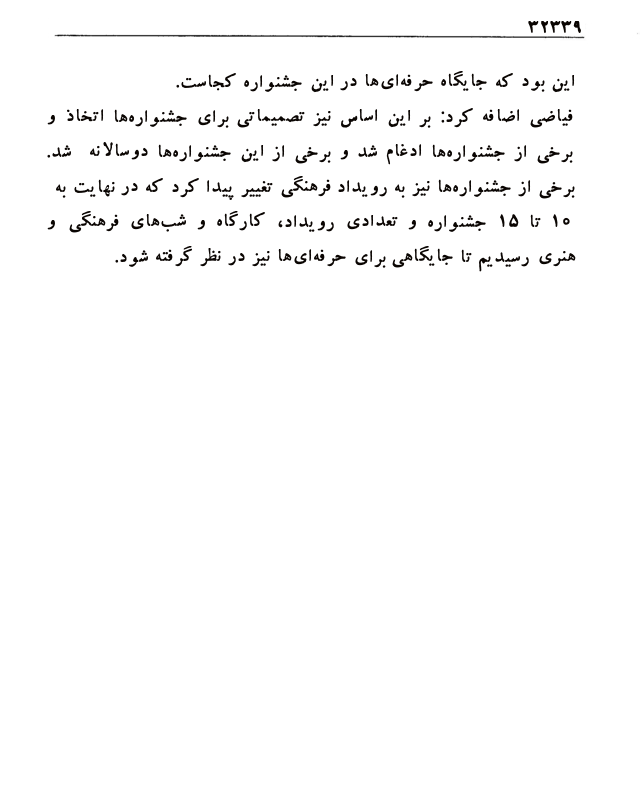 ۳۲۳۳۹
این بود که جایگاه حرفه‌ای‌ها در این جشنواره کجاست.
فیاضی اضافه کرد: بر این اساس نیز تصمیماتی برای جشنواره‌ها اتخاذ و
برخی از جشنواره‌ها ادغام شد و برخی از این جشنواره‌ها دوسالانه شد.
برخی از جشنواره‌ها نیز به رویداد فرهنگی تغییر پیدا کرد که در نهایت به
۱۰ تا ۱۵ جشنواره و تعدادی رویداد، کارگاه و شب‌های فرهنگی و
هنری رسیدیم تا جایگاهی برای حرفه‌ای‌ها نیز در نظر گرفته شود.